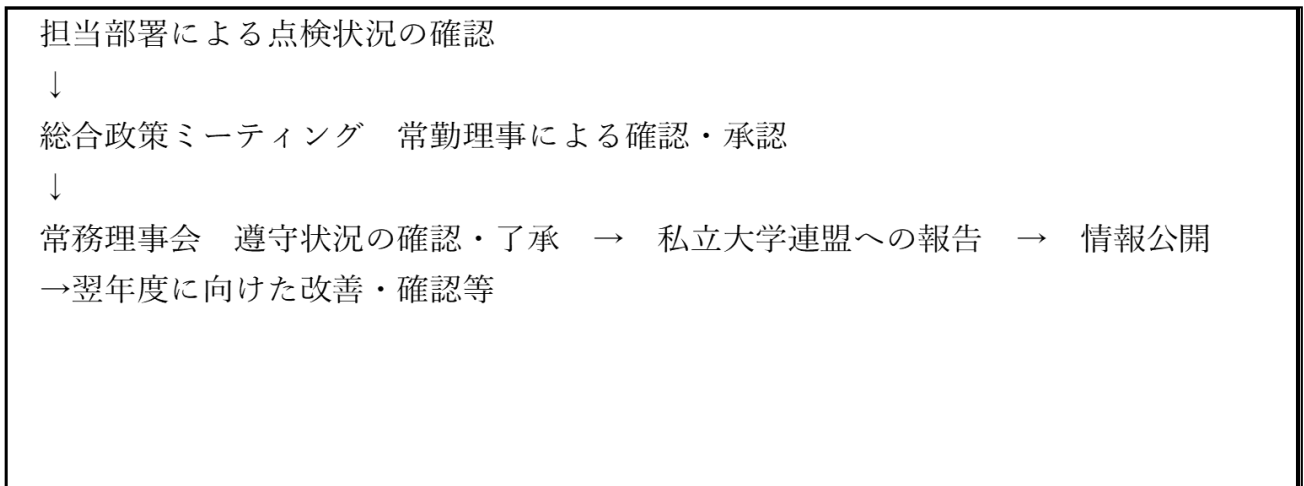 担当部署による点検状況の確認
↓
総合政策ミーティング　常勤理事による確認・承認
↓
常務理事会　遵守状況の確認・了承　→　私立大学連盟への報告　→　情報公開
→翌年度に向けた改善・確認等